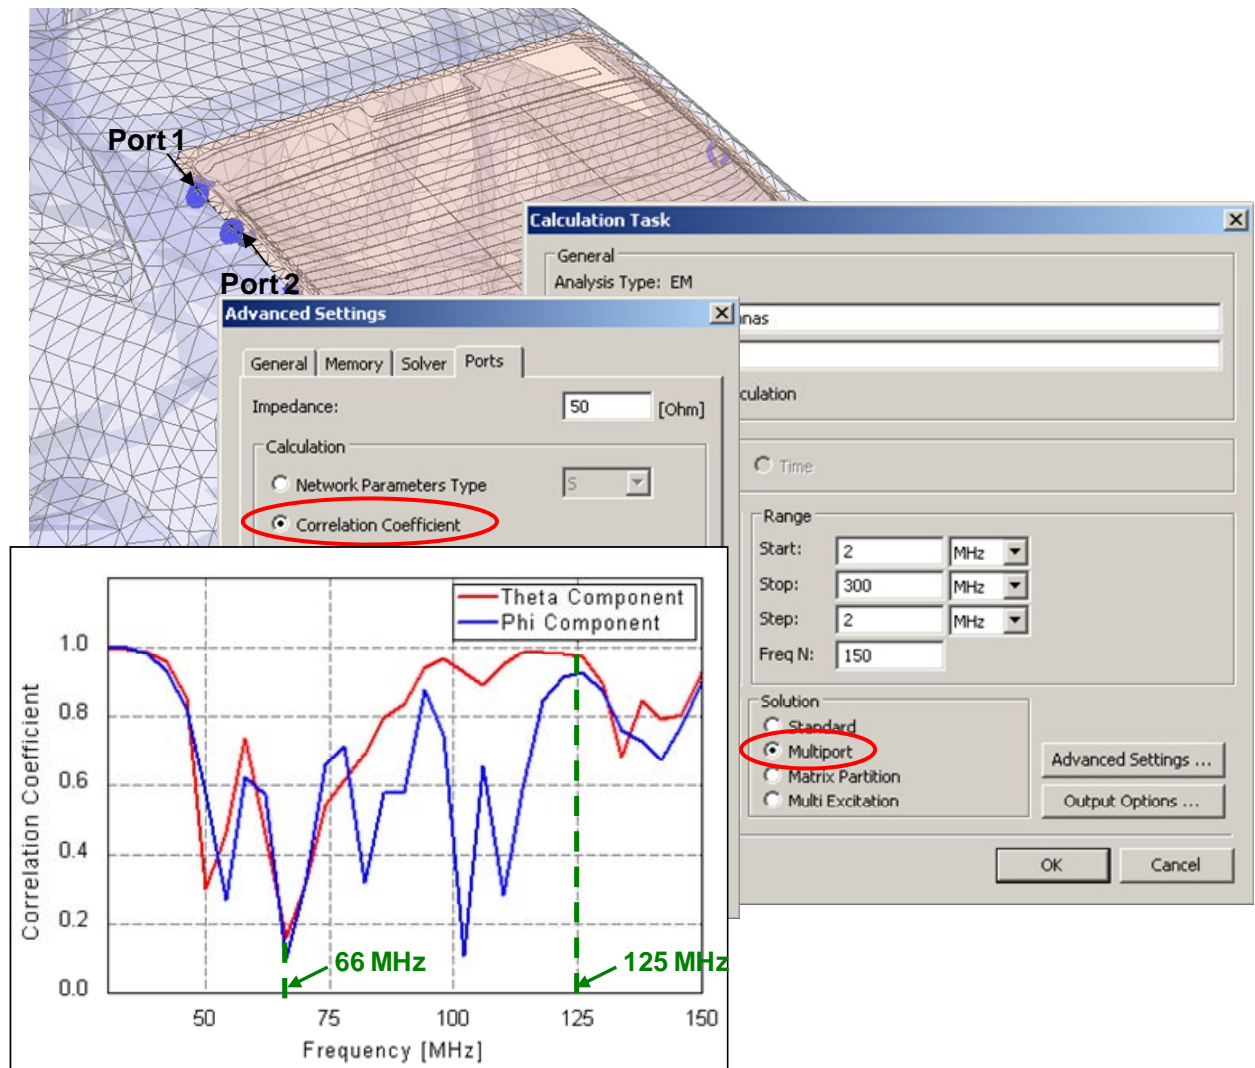 Port 1
Port 2
Calculation Task
General
Analysis Type: EM
nas
culation
Time
Range
Start: 2 MHz
Stop: 300 MHz
Step: 2 MHz
Freq N: 150
Solution
Standard
Multiport
Matrix Partition
Multi Excitation
Advanced Settings ...
Output Options ...
OK Cancel
Advanced Settings
General Memory Solver Ports
Impedance: 50 [Ohm]
Calculation
Network Parameters Type S
Correlation Coefficient
Theta Component
Phi Component
1.0
0.8
0.6
0.4
0.2
0.0
Correlation Coefficient
66 MHz
125 MHz
50 75 100 125 150
Frequency [MHz]